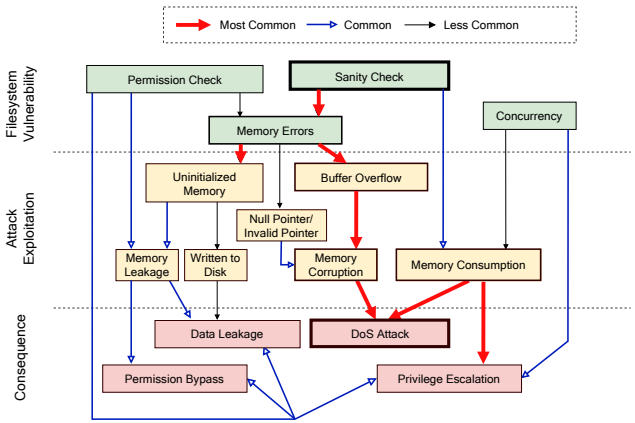 Most Common
Common
Less Common
Filesystem
Vulnerability
Permission Check
Sanity Check
Concurrency
Memory Errors
Attack
Exploitation
Uninitialized
Memory
Buffer Overflow
Null Pointer/
Invalid Pointer
Memory
Leakage
Written to
Disk
Memory
Corruption
Memory Consumption
Consequence
Data Leakage
DoS Attack
Permission Bypass
Privilege Escalation